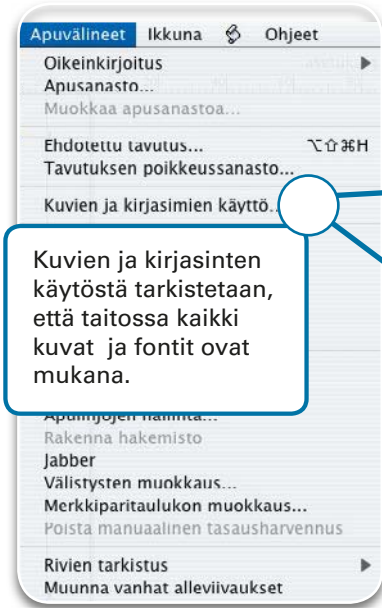 Apuvälineet Ikkuna Ohjeet
Oikeinkirjoitus
Apusanasto...
Muokkaa apusanastoa...
Ehdotettu tavutus... ⌥⇧⌘H
Tavutuksen poikkeussanasto...
Kuvien ja kirjasimien käyttö..
Kuvien ja kirjasinten
käytöstä tarkistetaan,
että taitossa kaikki
kuvat ja fontit ovat
mukana.
Apulinjojen hallinta...
Rakenna hakemisto
Jabber
Välistysten muokkaus...
Merkkiparitaulukon muokkaus...
Poista manuaalinen tasausharvennus
Rivien tarkistus
Muunna vanhat alleviivaukset